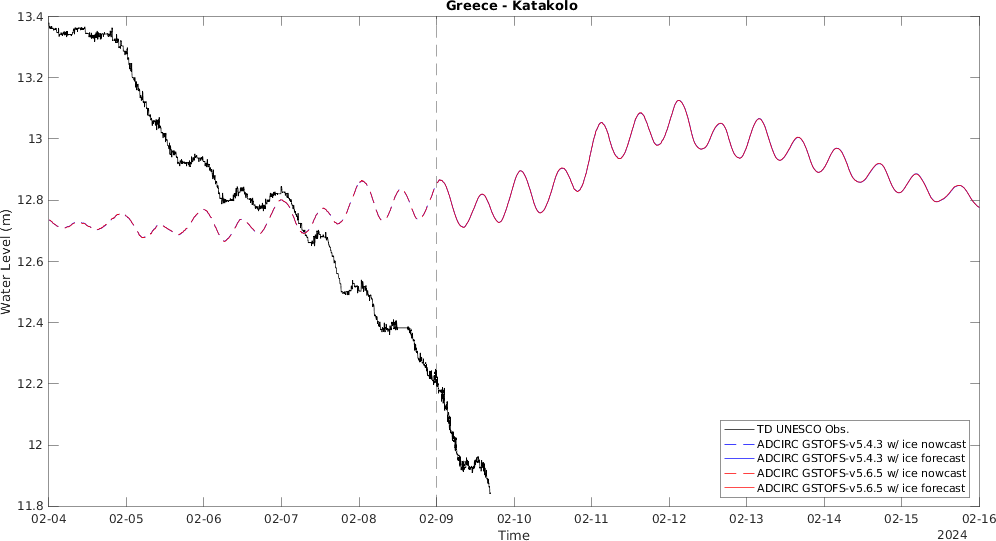 Greece - Katakolo
13.4
13.2
13
12.8
12.6
12.4
12.2
12
11.8
Water Level (m)
02-04 02-05 02-06 02-07 02-08 02-09 02-10 02-11 02-12 02-13 02-14 02-15 02-16
Time
2024
TD UNESCO Obs.
ADCIRC GSTOFS-v5.4.3 w/ ice nowcast
ADCIRC GSTOFS-v5.4.3 w/ ice forecast
ADCIRC GSTOFS-v5.6.5 w/ ice nowcast
ADCIRC GSTOFS-v5.6.5 w/ ice forecast